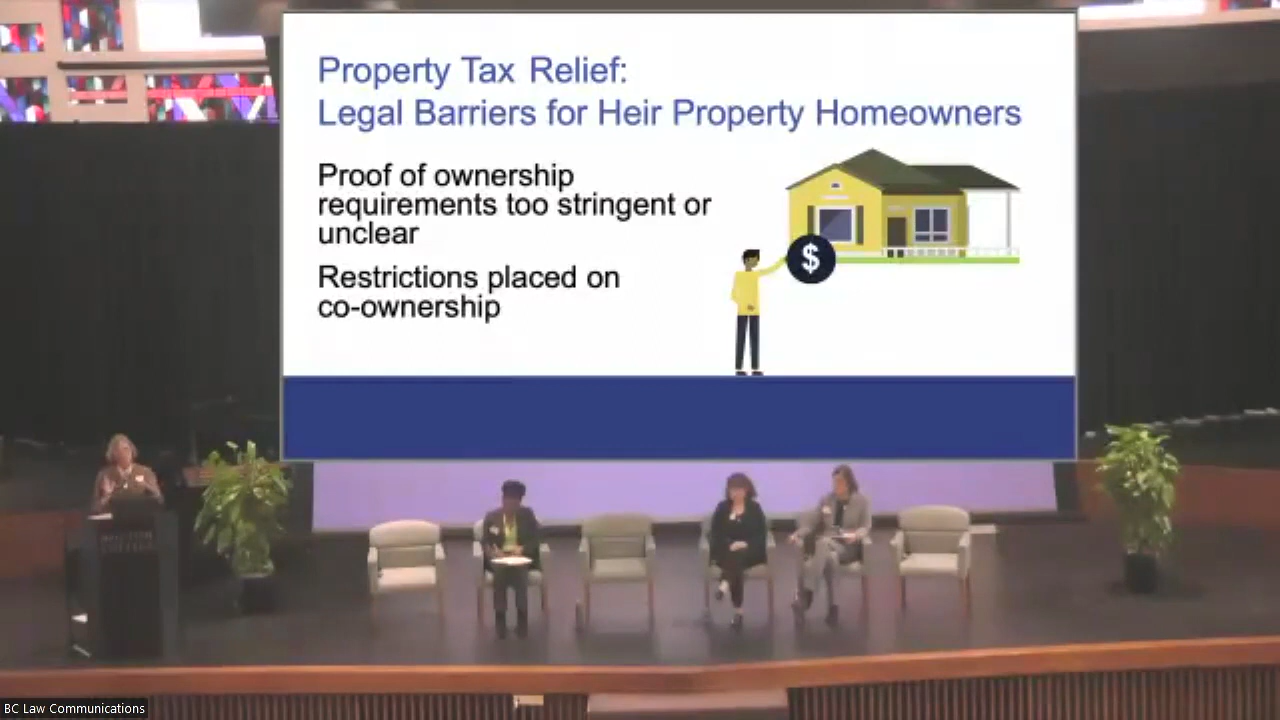 Property Tax Relief:
Legal Barriers for Heir Property Homeowners
Proof of ownership
requirements too stringent or
unclear
Restrictions placed on
co-ownership
$
BC Law Communications